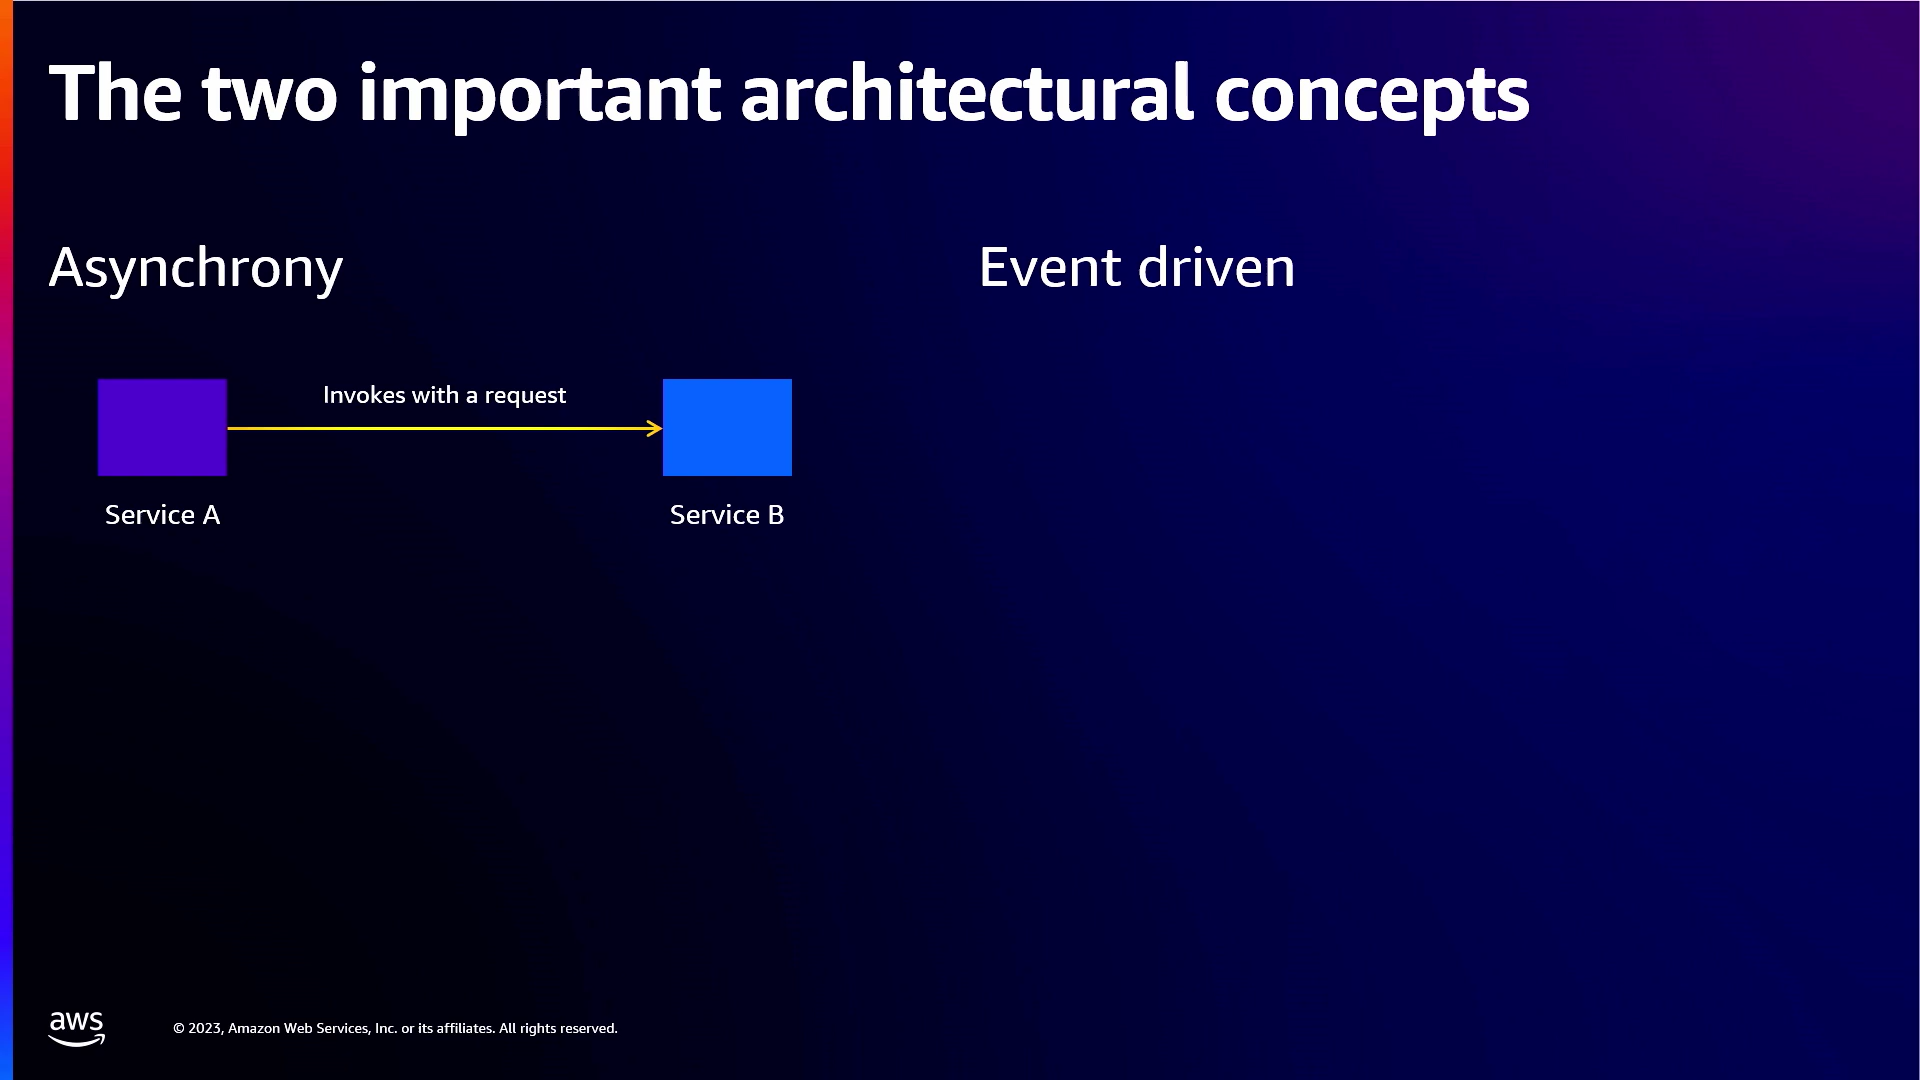 The two important architectural concepts
Asynchrony
Event driven
Invokes with a request
Service A
Service B
aws
© 2023, Amazon Web Services, Inc. or its affiliates. All rights reserved.